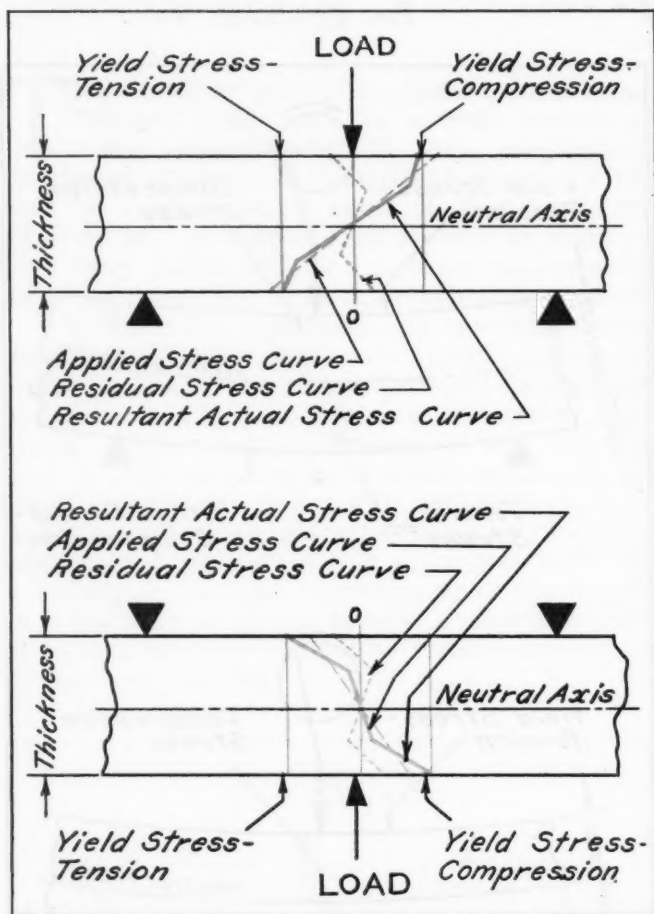 LOAD
Yield Stress-
Tension
Yield Stress-
Compression
Thickness
Neutral Axis
O
Applied Stress Curve
Residual Stress Curve
Resultant Actual Stress Curve
Resultant Actual Stress Curve
Applied Stress Curve
Residual Stress Curve
O
Thickness
Neutral Axis
Yield Stress-
Tension
Yield Stress-
Compression
LOAD